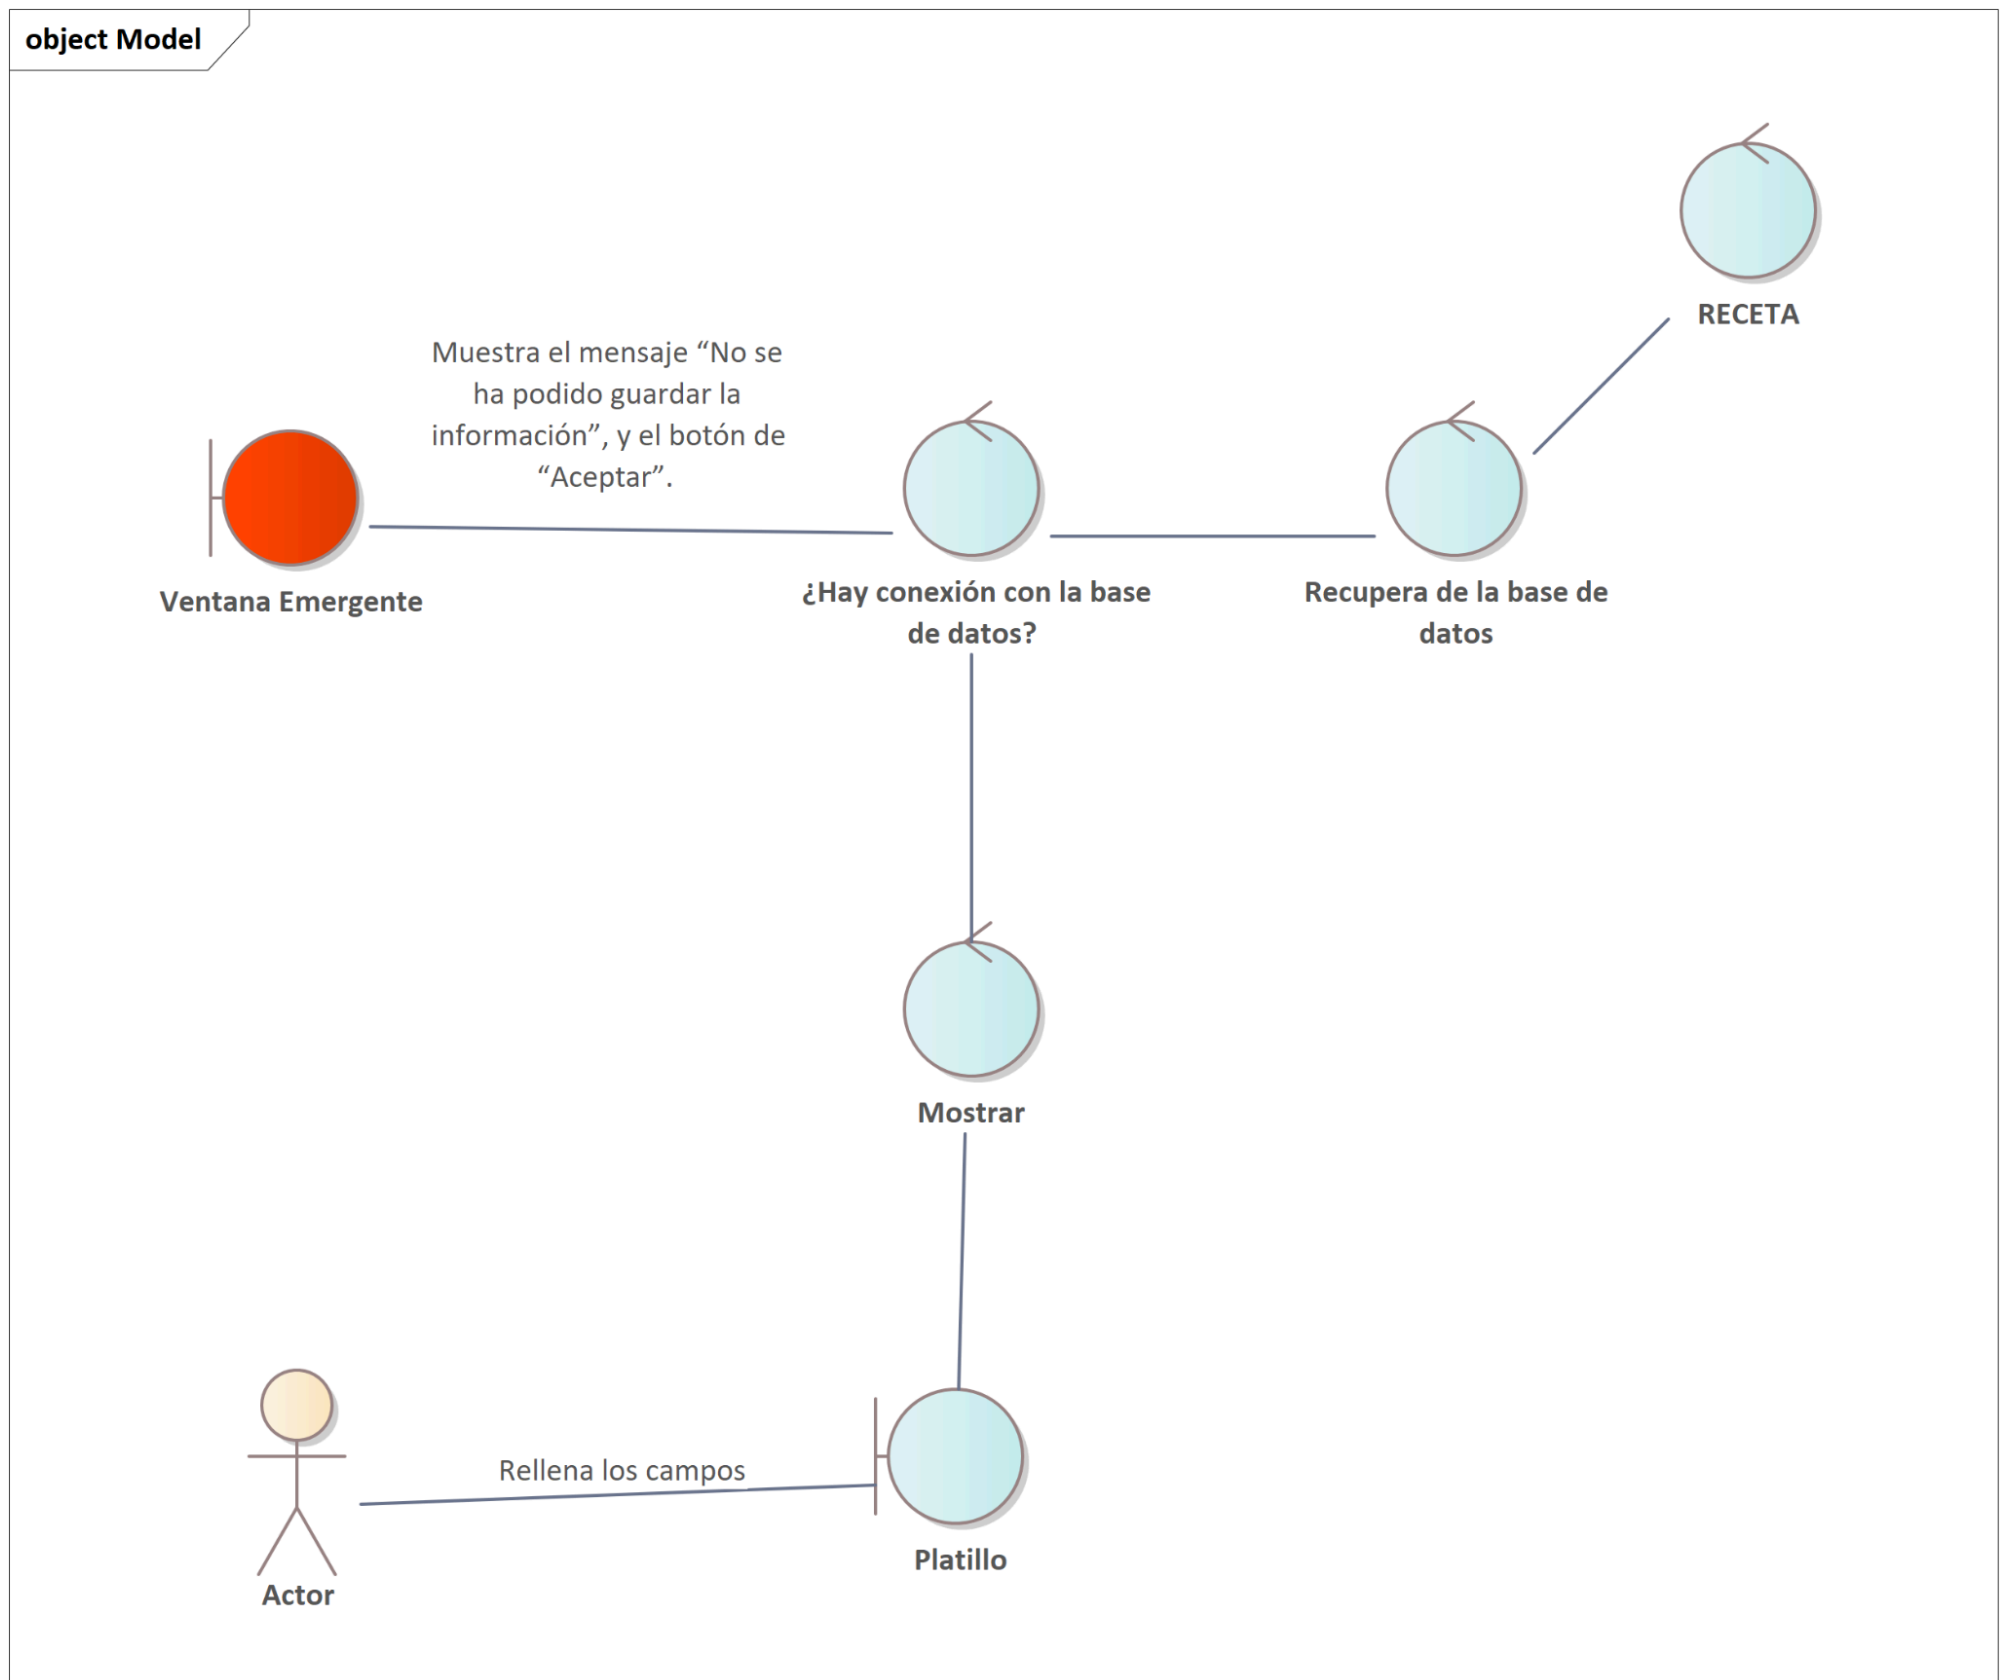 object Model
RECETA
Muestra el mensaje “No se
ha podido guardar la
información”, y el botón de
“Aceptar”.
Ventana Emergente
¿Hay conexión con la base
de datos?
Recupera de la base de
datos
Mostrar
Rellena los campos
Platillo
Actor